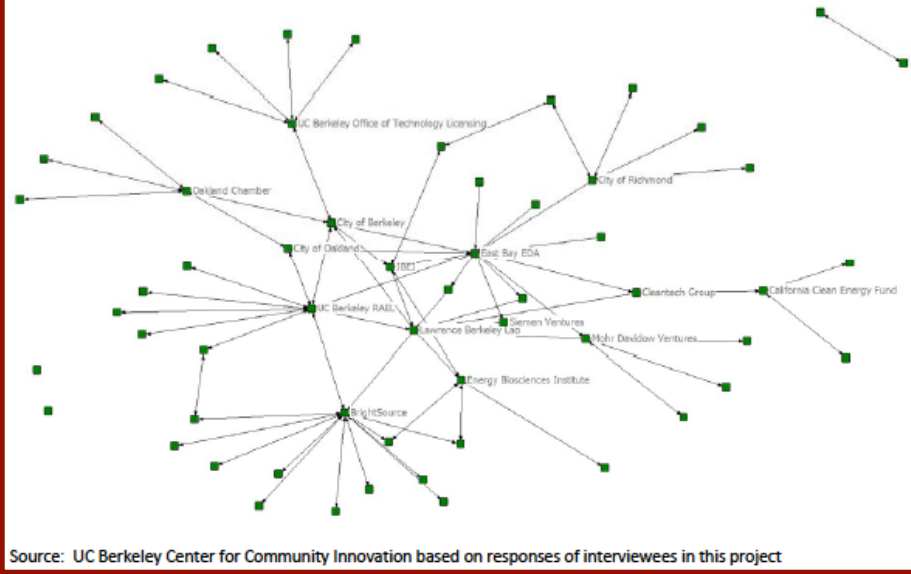 UC Berkeley Office of Technology Licensing
City of Richmond
Oakland Chamber
City of Berkeley
City of Oakland
East Bay EDA
JBEI
Cleantech Group
California Clean Energy Fund
UC Berkeley RAEL
Siemen Ventures
Lawrence Berkeley Lab
Mohr Davidow Ventures
Energy Biosciences Institute
BrightSource
Source: UC Berkeley Center for Community Innovation based on responses of interviewees in this project